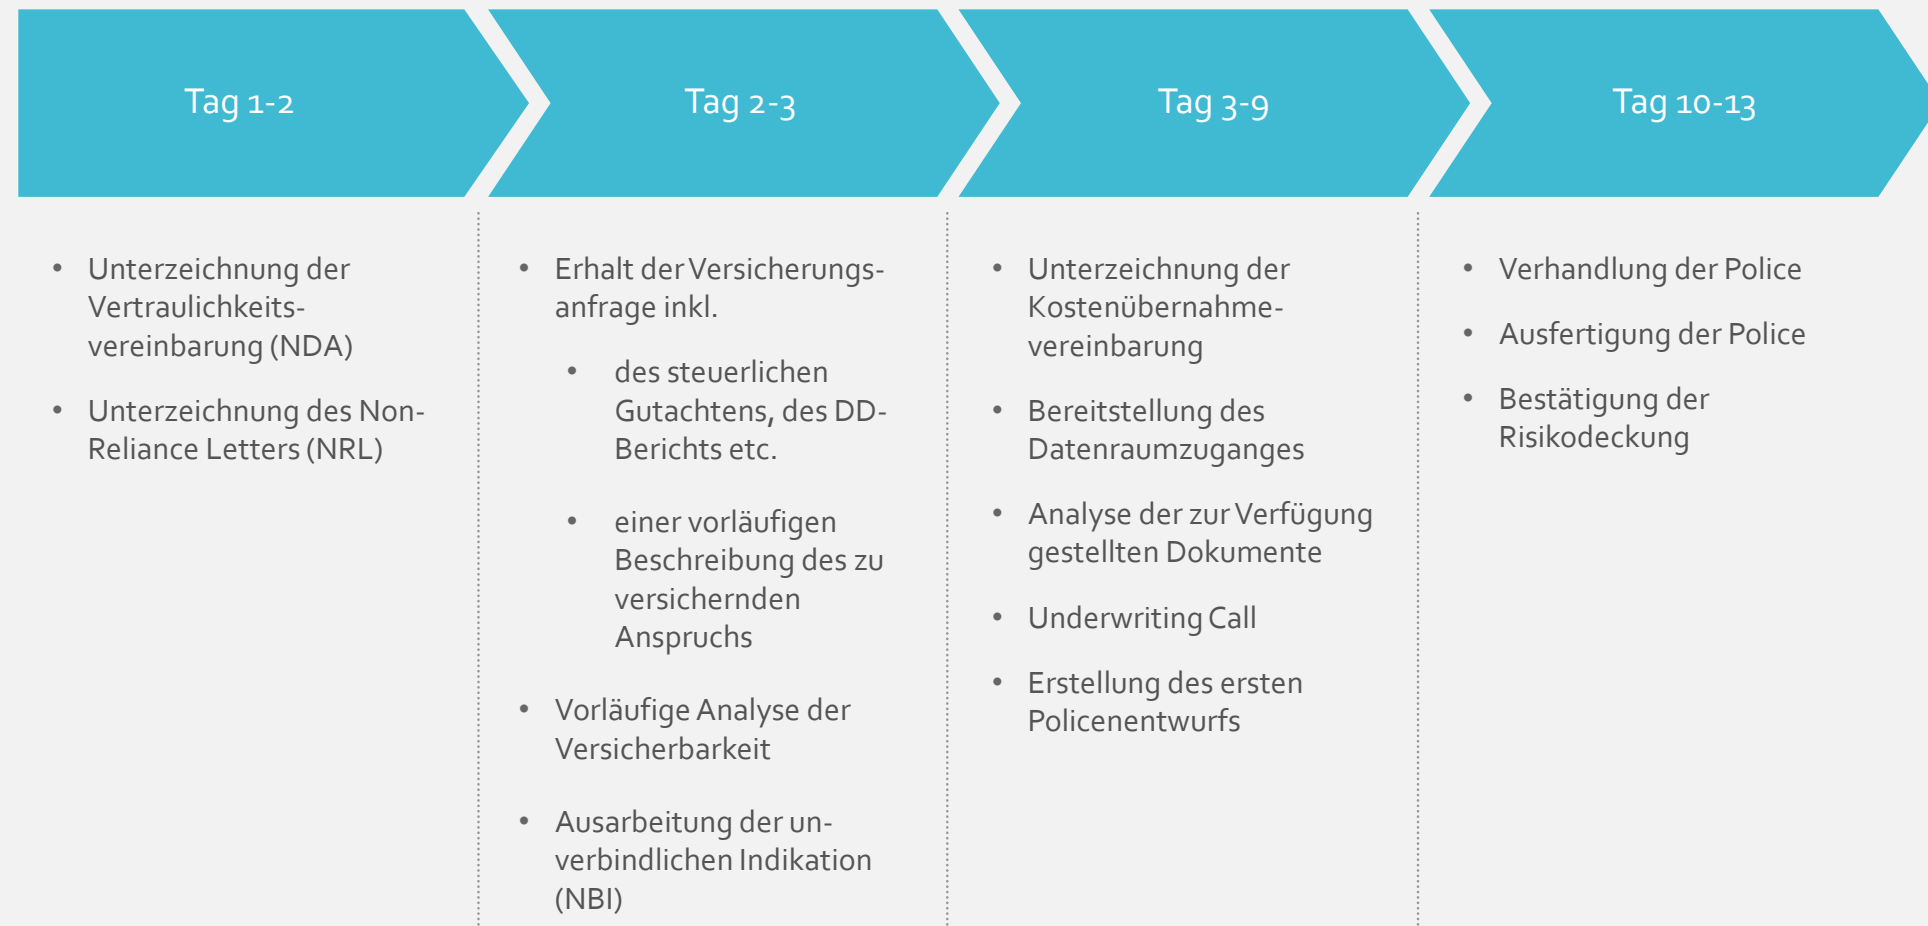 Tag 1-2
Tag 2-3
Tag 3-9
Tag 10-13
• Unterzeichnung der
Vertraulichkeits-
vereinbarung (NDA)
• Unterzeichnung des Non-
Reliance Letters (NRL)
• Erhalt der Versicherungs-
anfrage inkl.
• des steuerlichen
Gutachtens, des DD-
Berichts etc.
• einer vorläufigen
Beschreibung des zu
versichernden
Anspruchs
• Vorläufige Analyse der
Versicherbarkeit
• Ausarbeitung der un-
verbindlichen Indikation
(NBI)
• Unterzeichnung der
Kostenübernahme-
vereinbarung
• Bereitstellung des
Datenraumzuganges
• Analyse der zur Verfügung
gestellten Dokumente
• Underwriting Call
• Erstellung des ersten
Policenentwurfs
• Verhandlung der Police
• Ausfertigung der Police
• Bestätigung der
Risikodeckung